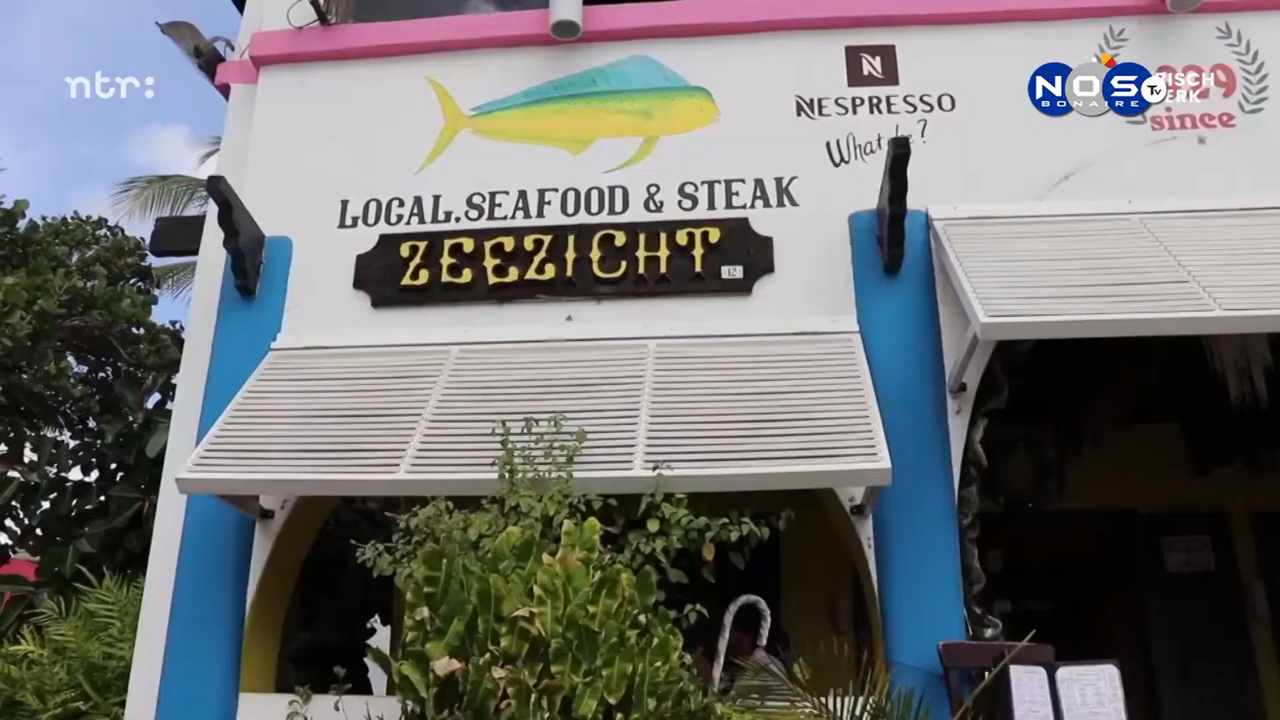 ntr:
NESPRESSO
What else?
NOS TV
BONAIRE
since
LOCAL.SEAFOOD & STEAK
ZEEZICHT
12